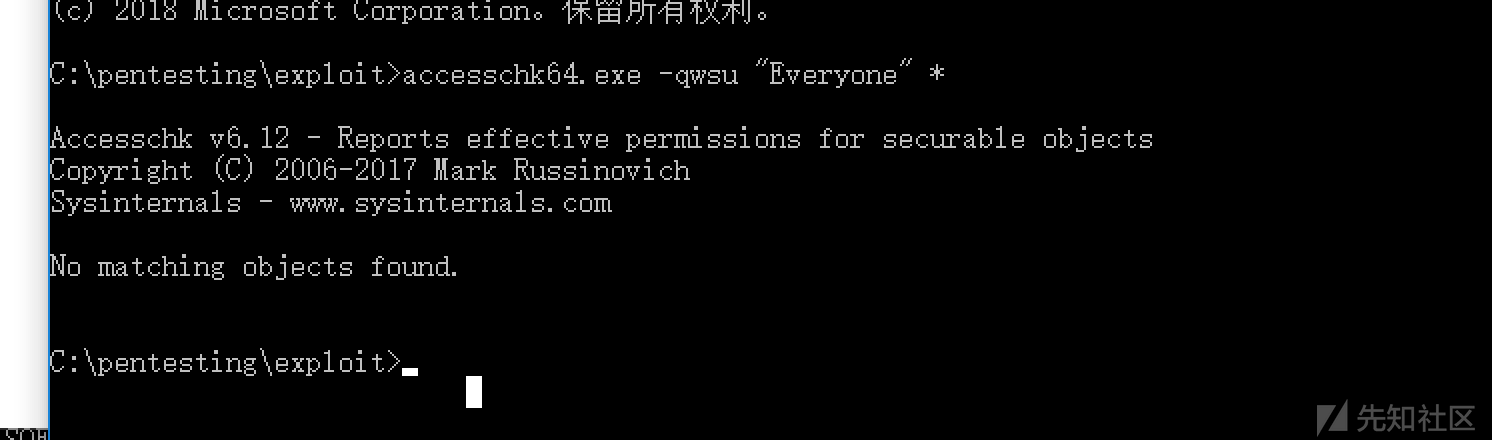 (c) 2018 Microsoft Corporation。保留所有权利。
C:\pentesting\exploit>accesschk64.exe -qwsu "Everyone" *
Accesschk v6.12 - Reports effective permissions for securable objects
Copyright (C) 2006-2017 Mark Russinovich
Sysinternals - www.sysinternals.com
No matching objects found.
C:\pentesting\exploit>
先知社区